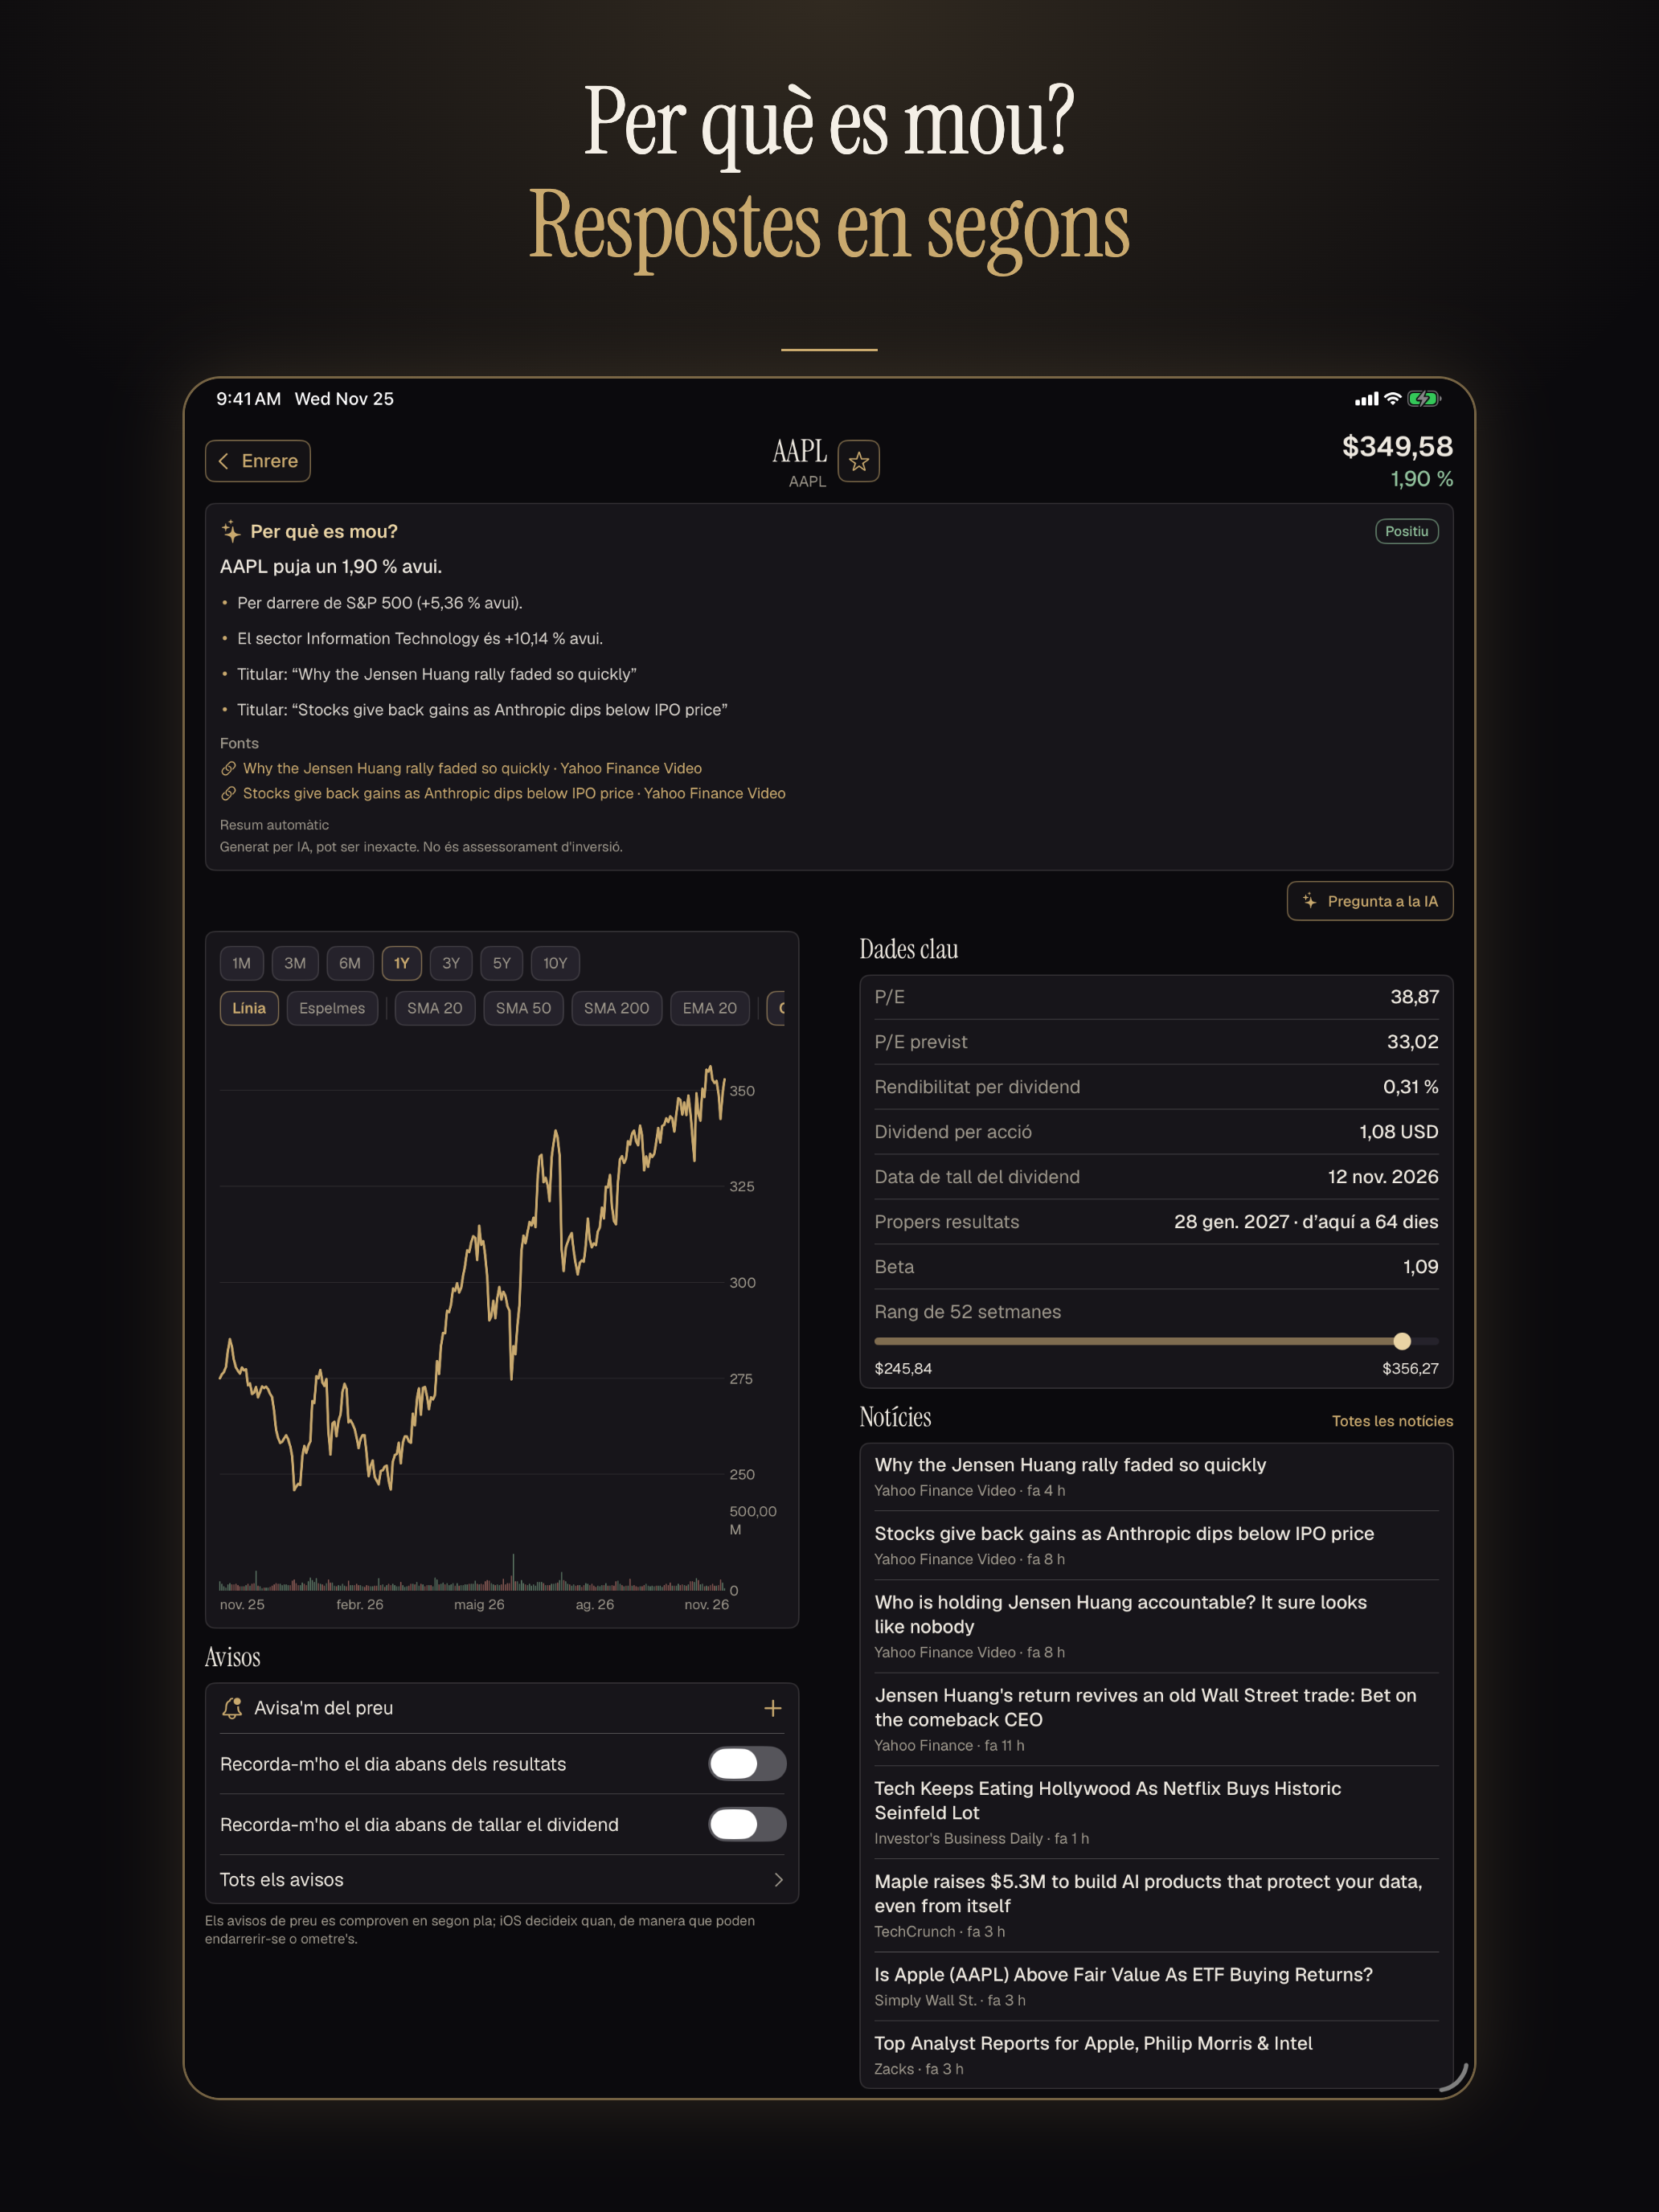 Per què es mou?
Respostes en segons
9:41 AM Wed Nov 25
Enrere
AAPL
AAPL
$349,58
1,90 %
Per què es mou?
Positiu
AAPL puja un 1,90 % avui.
• Per darrere de S&P 500 (+5,36 % avui).
• El sector Information Technology és +10,14 % avui.
• Titular: “Why the Jensen Huang rally faded so quickly”
• Titular: “Stocks give back gains as Anthropic dips below IPO price”
Fonts
Why the Jensen Huang rally faded so quickly · Yahoo Finance Video
Stocks give back gains as Anthropic dips below IPO price · Yahoo Finance Video
Resum automàtic
Generat per IA, pot ser inexacte. No és assessorament d'inversió.
Pregunta a la IA
1M 3M 6M 1Y 3Y 5Y 10Y
Línia Espelmes SMA 20 SMA 50 SMA 200 EMA 20
350
325
300
275
250
500,00
M
0
nov. 25 febr. 26 maig 26 ag. 26 nov. 26
Avisos
Avisa'm del preu
Recorda-m'ho el dia abans dels resultats
Recorda-m'ho el dia abans de tallar el dividend
Tots els avisos
Els avisos de preu es comproven en segon pla; iOS decideix quan, de manera que poden
endarrerir-se o ometre's.
Dades clau
P/E 38,87
P/E previst 33,02
Rendibilitat per dividend 0,31 %
Dividend per acció 1,08 USD
Data de tall del dividend 12 nov. 2026
Propers resultats 28 gen. 2027 · d’aquí a 64 dies
Beta 1,09
Rang de 52 setmanes
$245,84 $356,27
Notícies
Totes les notícies
Why the Jensen Huang rally faded so quickly
Yahoo Finance Video · fa 4 h
Stocks give back gains as Anthropic dips below IPO price
Yahoo Finance Video · fa 8 h
Who is holding Jensen Huang accountable? It sure looks
like nobody
Yahoo Finance Video · fa 8 h
Jensen Huang's return revives an old Wall Street trade: Bet on
the comeback CEO
Yahoo Finance · fa 11 h
Tech Keeps Eating Hollywood As Netflix Buys Historic
Seinfeld Lot
Investor's Business Daily · fa 1 h
Maple raises $5.3M to build AI products that protect your data,
even from itself
TechCrunch · fa 3 h
Is Apple (AAPL) Above Fair Value As ETF Buying Returns?
Simply Wall St. · fa 3 h
Top Analyst Reports for Apple, Philip Morris & Intel
Zacks · fa 3 h